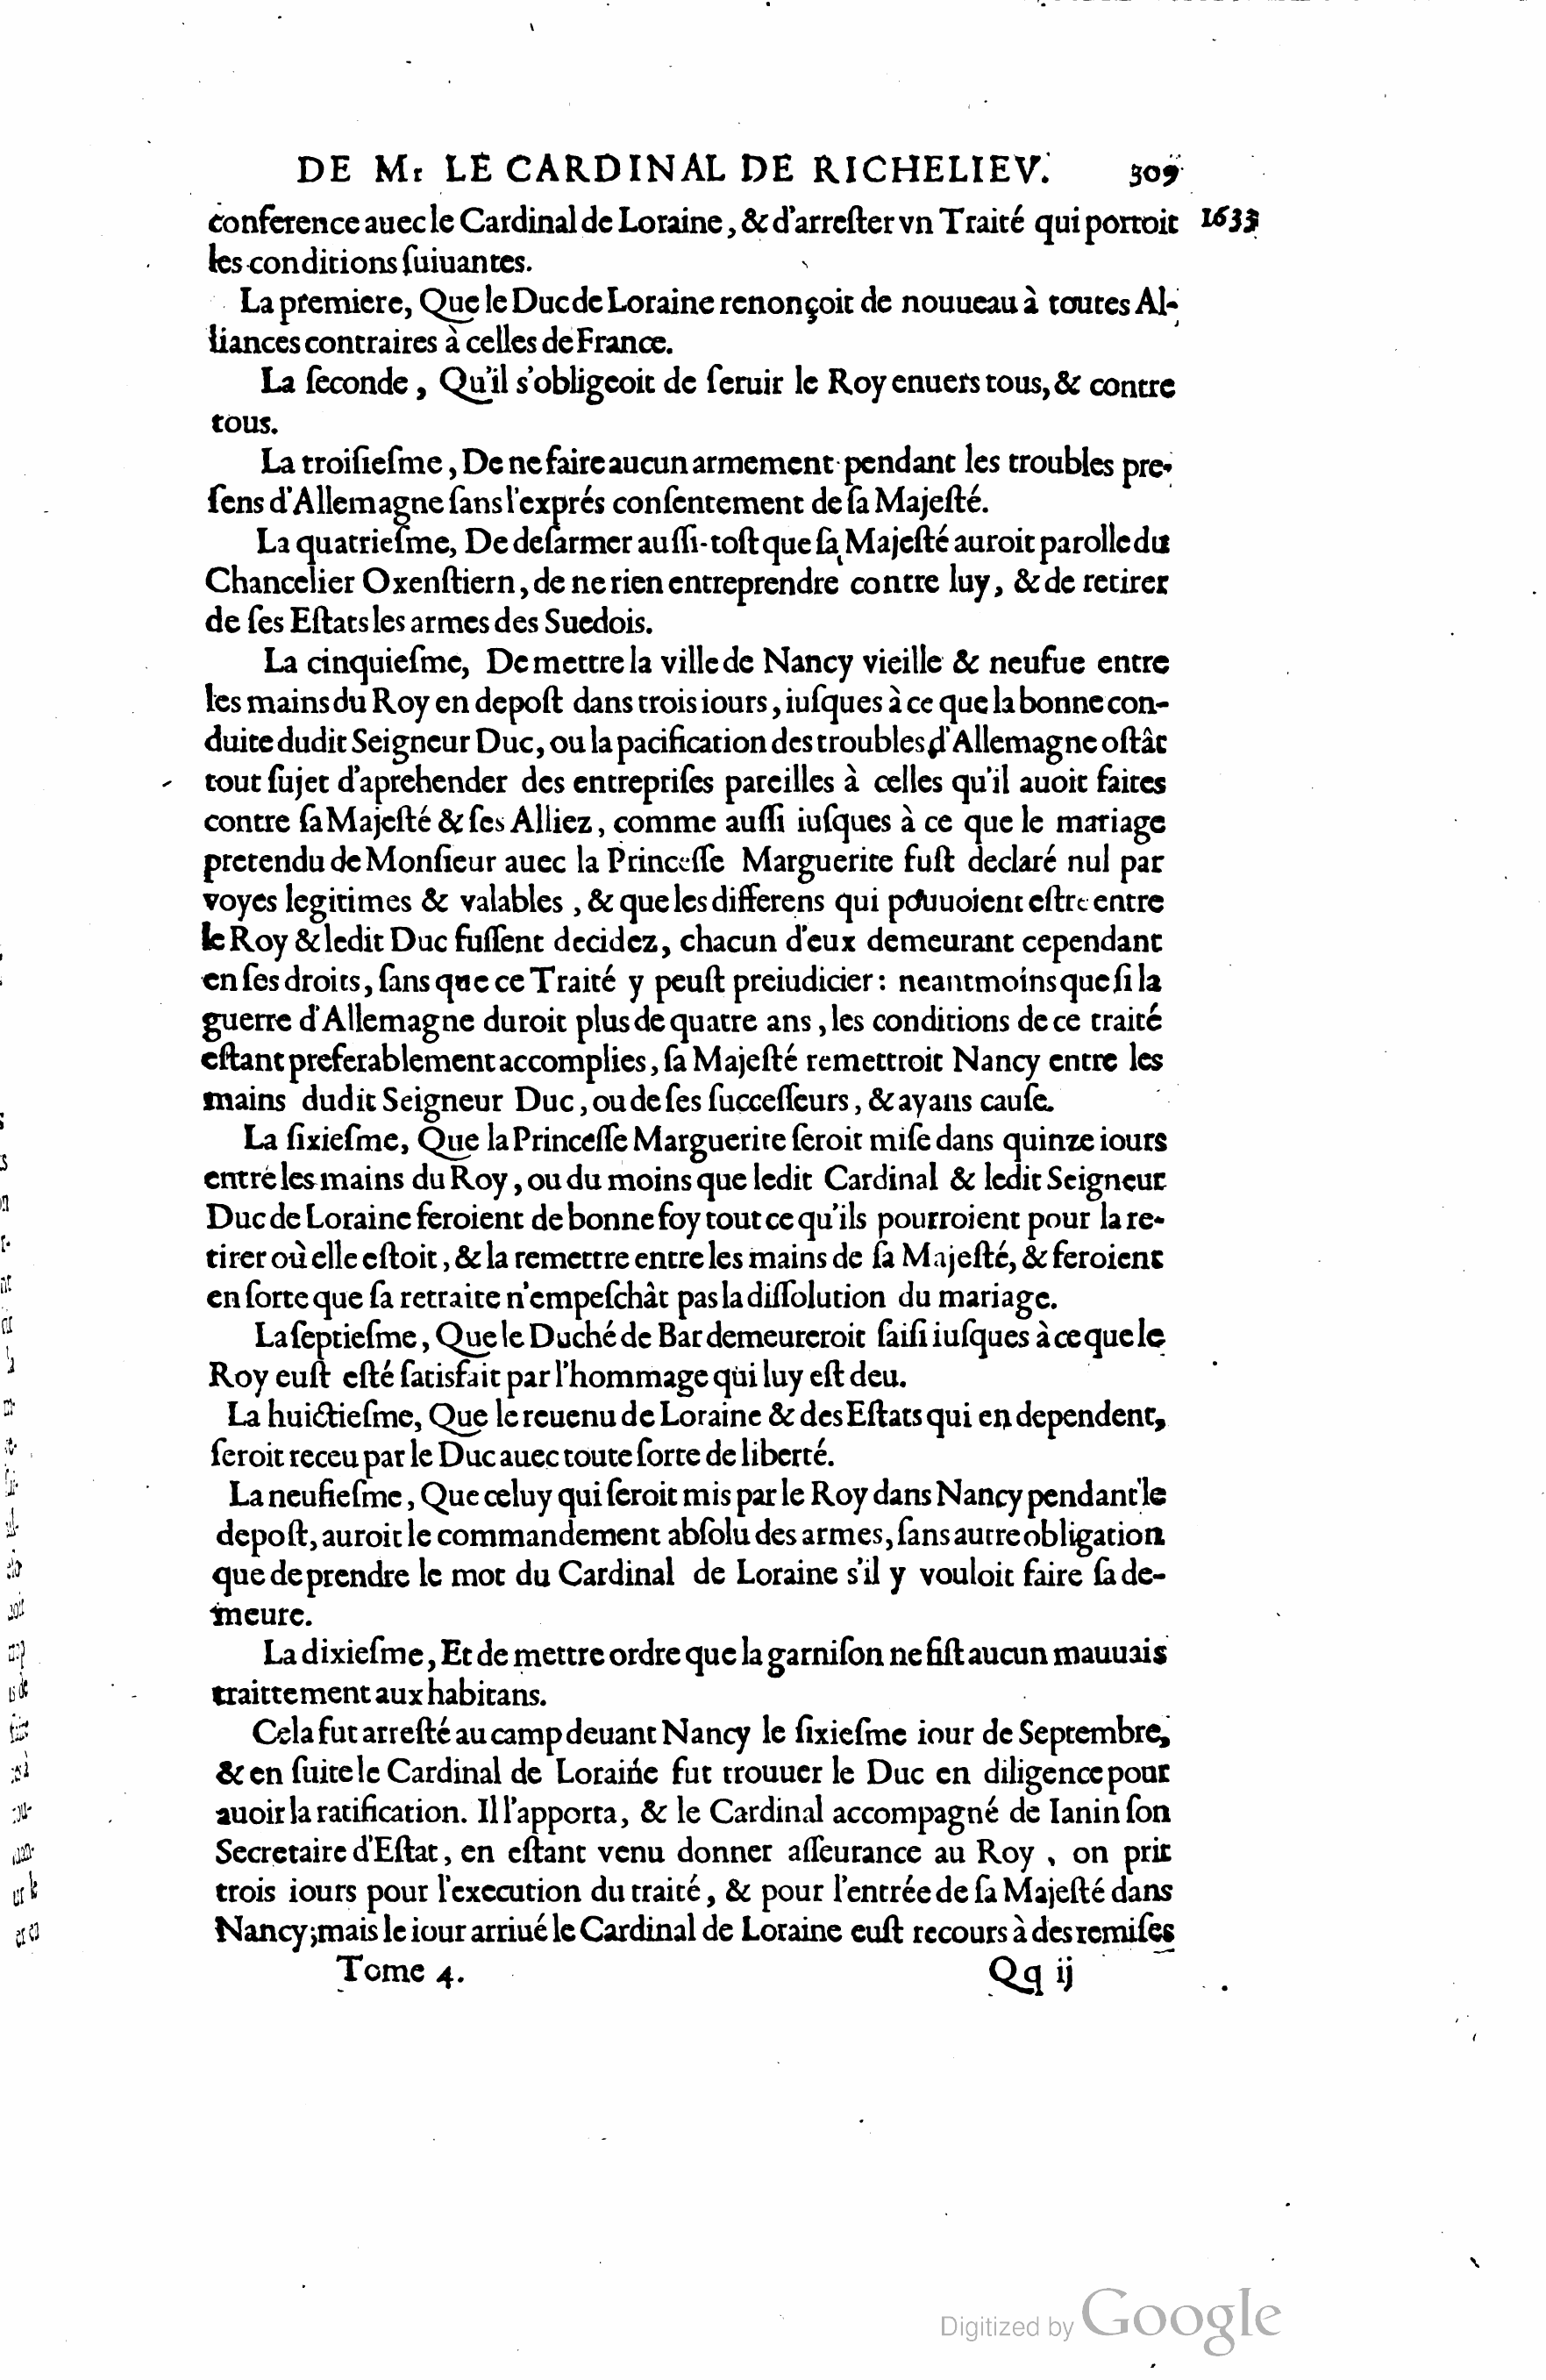 DE Mr LE CARDINAL DE RICHELIEV. 309
conference auec le Cardinal de Loraine, & d'arreſter vn Traité qui portoit 1633
les conditions ſuiuantes.
La premiere, Que le Duc de Loraine renonçoit de nouueau à toutes Al-
liances contraires à celles de France.
La ſeconde, Qu'il s'obligeoit de ſeruir le Roy enuers tous, & contre
tous.
La troiſieſme, De ne faire aucun armement pendant les troubles pre-
ſens d'Allemagne ſans l'exprés conſentement de ſa Majeſté.
La quatrieſme, De deſarmer auſſi-toſt que ſa Majeſté auroit parolle du
Chancelier Oxenſtiern, de ne rien entreprendre contre luy, & de retirer
de ſes Eſtats les armes des Suedois.
La cinquieſme, De mettre la ville de Nancy vieille & neufue entre
les mains du Roy en depoſt dans trois iours, iuſques à ce que la bonne con-
duite dudit Seigneur Duc, ou la pacification des troubles d'Allemagne oſtât
tout ſujet d'aprehender des entrepriſes pareilles à celles qu'il auoit faites
contre ſa Majeſté & ſes Alliez, comme auſſi iuſques à ce que le mariage
pretendu de Monſieur auec la Princeſſe Marguerite fuſt declaré nul par
voyes legitimes & valables, & que les differens qui pouuoient eſtre entre
le Roy & ledit Duc fuſſent decidez, chacun d'eux demeurant cependant
en ſes droits, ſans que ce Traité y peuſt preiudicier: neantmoins que ſi la
guerre d'Allemagne duroit plus de quatre ans, les conditions de ce traité
eſtant preferablement accomplies, ſa Majeſté remettroit Nancy entre les
mains dudit Seigneur Duc, ou de ſes ſucceſſeurs, & ayans cauſe.
La ſixieſme, Que la Princeſſe Marguerite ſeroit miſe dans quinze iours
entre les mains du Roy, ou du moins que ledit Cardinal & ledit Seigneur
Duc de Loraine feroient de bonne foy tout ce qu'ils pourroient pour la re-
tirer où elle eſtoit, & la remettre entre les mains de ſa Majeſté, & feroient
en ſorte que ſa retraite n'empeſchât pas la diſſolution du mariage.
La ſeptieſme, Que le Duché de Bar demeureroit ſaiſi iuſques à ce que le
Roy euſt eſté ſatisfait par l'hommage qui luy eſt deu.
La huictieſme, Que le reuenu de Loraine & des Eſtats qui en dependent,
ſeroit receu par le Duc auec toute ſorte de liberté.
La neufieſme, Que celuy qui ſeroit mis par le Roy dans Nancy pendant le
depoſt, auroit le commandement abſolu des armes, ſans autre obligation
que de prendre le mot du Cardinal de Loraine s'il y vouloit faire ſa de-
meure.
La dixieſme, Et de mettre ordre que la garniſon ne fiſt aucun mauuais
traittement aux habitans.
Cela fut arreſté au camp deuant Nancy le ſixieſme iour de Septembre,
& en ſuite le Cardinal de Loraine fut trouuer le Duc en diligence pour
auoir la ratification. Il l'apporta, & le Cardinal accompagné de Ianin ſon
Secretaire d'Eſtat, en eſtant venu donner aſſeurance au Roy, on prit
trois iours pour l'execution du traité, & pour l'entrée de ſa Majeſté dans
Nancy; mais le iour arriué le Cardinal de Loraine euſt recours à des remiſes
Tome 4. Qq ij
Digitized by Google